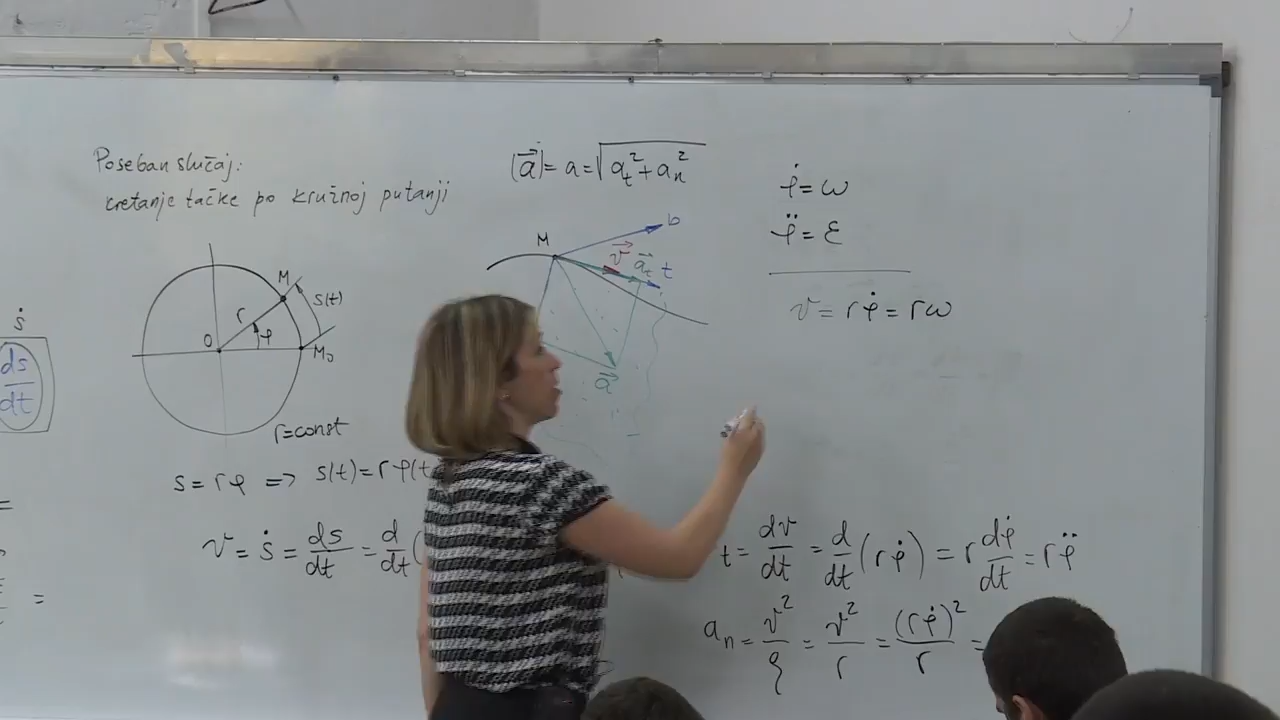 Poseban slučaj:
cretanje tačke po kružnoj putanji
ṡ
ds/dt
=
M
r
s(t)
O
φ
M₀
r=const
s = rφ => s(t)=rφ(t
v = ṡ = ds/dt = d/dt (
|a⃗|= a = √(a_t² + a_n²)
M
b
v⃗
a⃗_t
t
a⃗
φ̇ = ω
φ̈ = ε
v = rφ̇ = rω
t = dv/dt = d/dt (rφ̇) = r dφ̇/dt = rφ̈
a_n = v²/ρ = v²/r = (rφ̇)²/r =